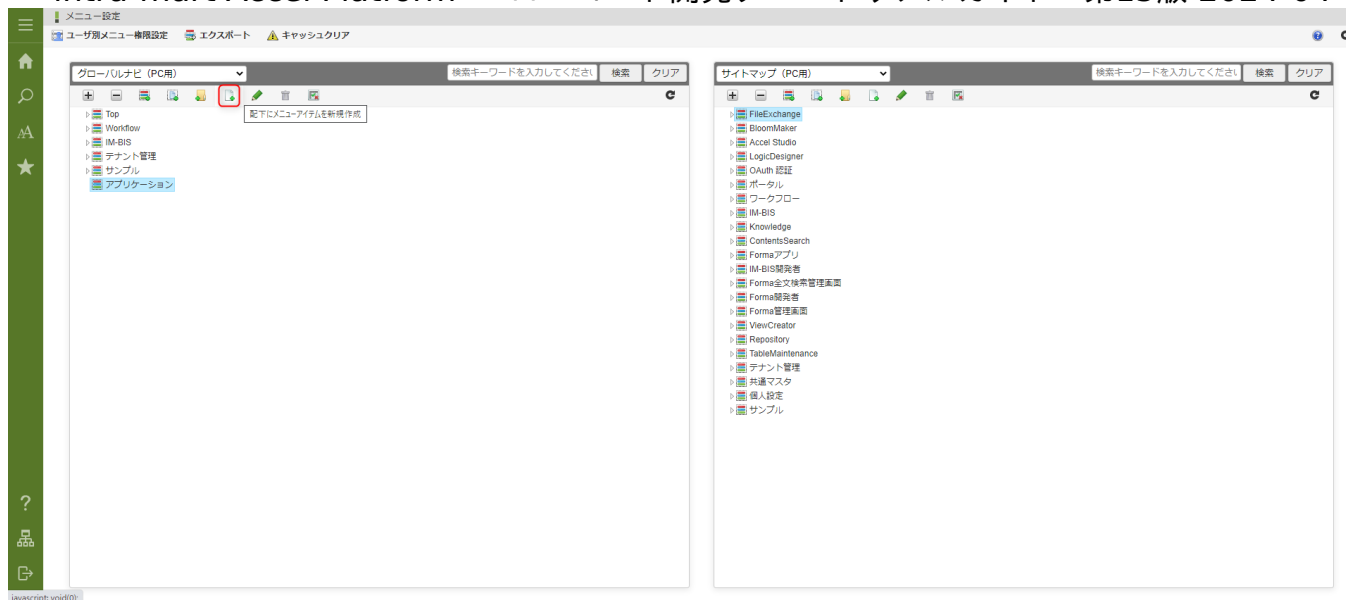 メニュー設定
ユーザ別メニュー権限設定 エクスポート キャッシュクリア
グローバルナビ（PC用） 検索キーワードを入力してください 検索 クリア
配下にメニューアイテムを新規作成
Top
Workflow
IM-BIS
テナント管理
サンプル
アプリケーション
サイトマップ（PC用） 検索キーワードを入力してください 検索 クリア
FileExchange
BloomMaker
Accel Studio
LogicDesigner
OAuth 認証
ポータル
ワークフロー
IM-BIS
Knowledge
ContentsSearch
Formaアプリ
IM-BIS開発者
Forma全文検索管理画面
Forma開発者
Forma管理画面
ViewCreator
Repository
TableMaintenance
テナント管理
共通マスタ
個人設定
サンプル
javascript: void(0);